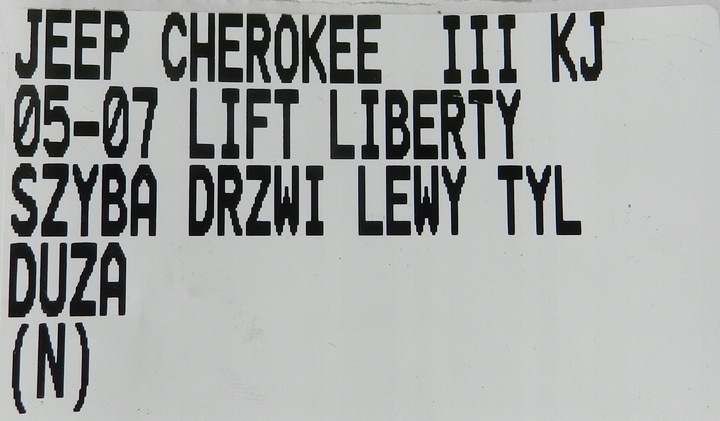 JEEP CHEROKEE III KJ
05-07 LIFT LIBERTY
SZYBA DRZWI LEWY TYL
DUZA
(N)